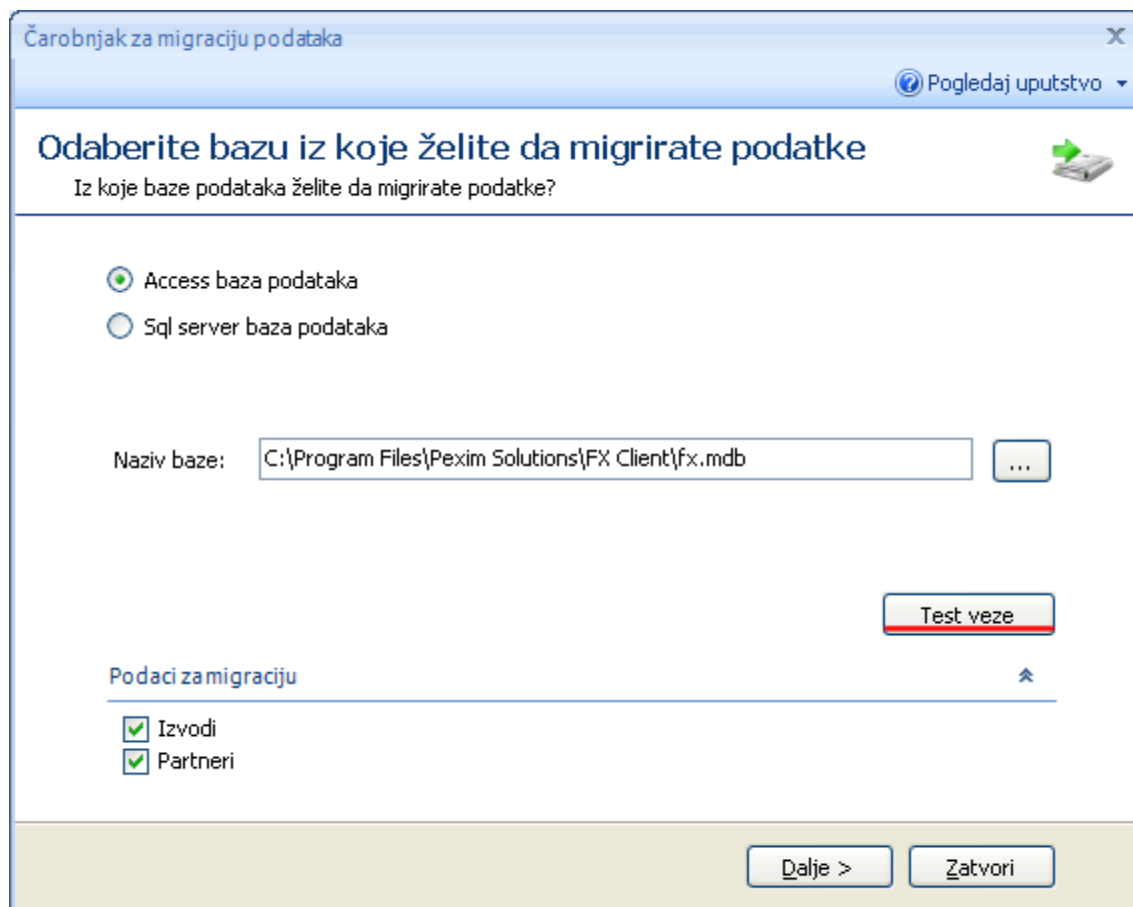 Čarobnjak za migraciju podataka
Pogledaj uputstvo
Odaberite bazu iz koje želite da migrirate podatke
Iz koje baze podataka želite da migrirate podatke?
Access baza podataka
Sql server baza podataka
Naziv baze: C:\Program Files\Pexim Solutions\FX Client\fx.mdb ...
Test veze
Podaci za migraciju
Izvodi
Partneri
Dalje > Zatvori